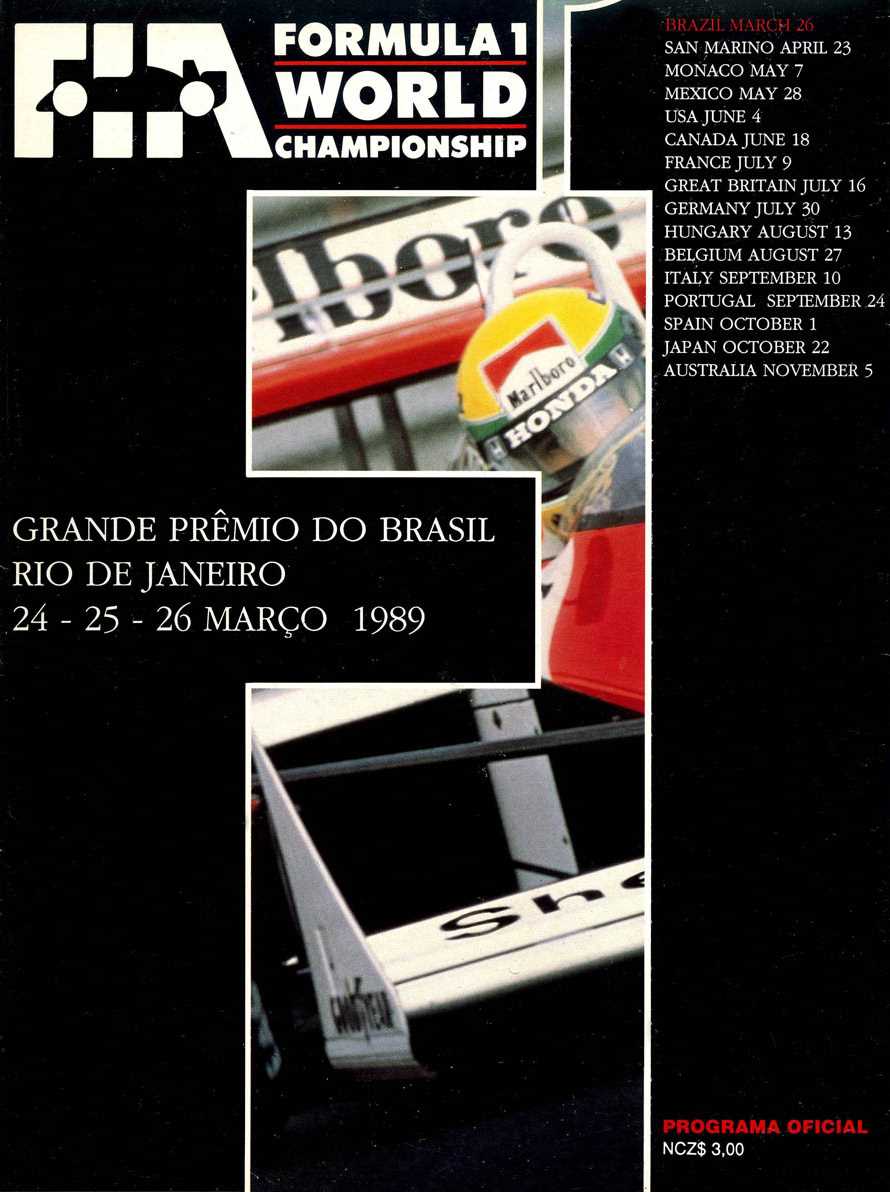 FIA
FORMULA 1
WORLD
CHAMPIONSHIP
BRAZIL MARCH 26
SAN MARINO APRIL 23
MONACO MAY 7
MEXICO MAY 28
USA JUNE 4
CANADA JUNE 18
FRANCE JULY 9
GREAT BRITAIN JULY 16
GERMANY JULY 30
HUNGARY AUGUST 13
BELGIUM AUGUST 27
ITALY SEPTEMBER 10
PORTUGAL SEPTEMBER 24
SPAIN OCTOBER 1
JAPAN OCTOBER 22
AUSTRALIA NOVEMBER 5
lboro
Marlboro
HONDA
GRANDE PRÊMIO DO BRASIL
RIO DE JANEIRO
24 - 25 - 26 MARÇO 1989
She
GOODYEAR
PROGRAMA OFICIAL
NCZ$ 3,00